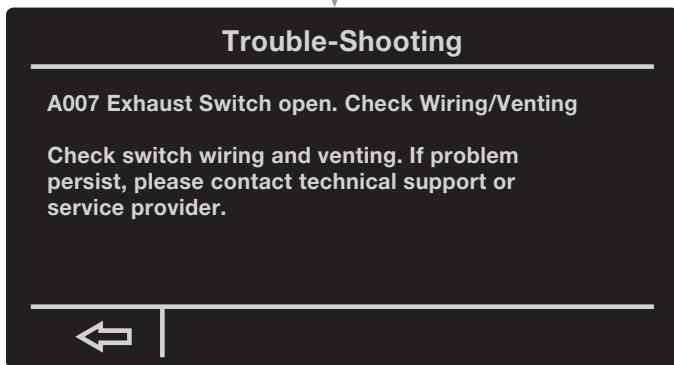 Trouble-Shooting
A007 Exhaust Switch open. Check Wiring/Venting
Check switch wiring and venting. If problem
persist, please contact technical support or
service provider.